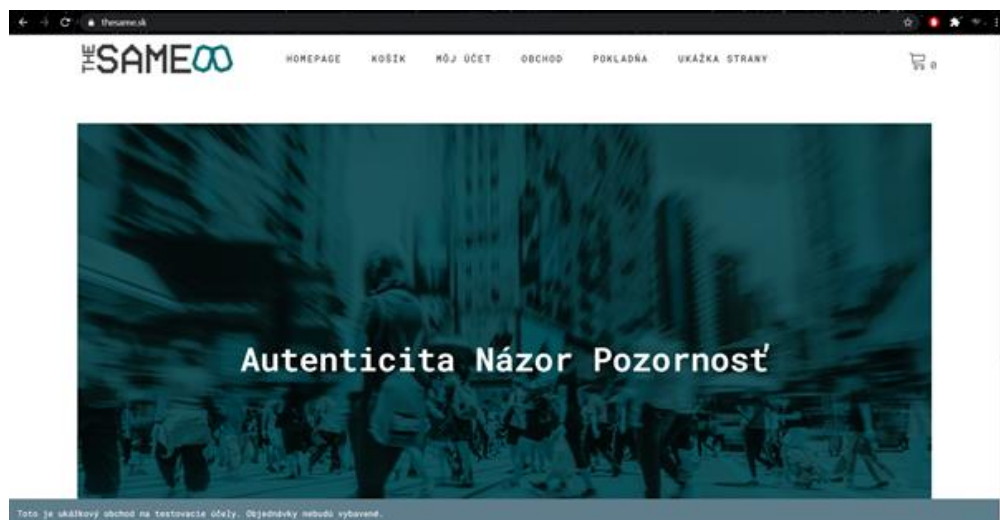 thesame.sk
THE SAME
HOMEPAGE KOŠÍK MÔJ ÚČET OBCHOD POKLADŇA UKÁŽKA STRANY
0
Autenticita Názor Pozornosť
Toto je ukážkový obchod na testovacie účely. Objednávky nebudú vybavené.